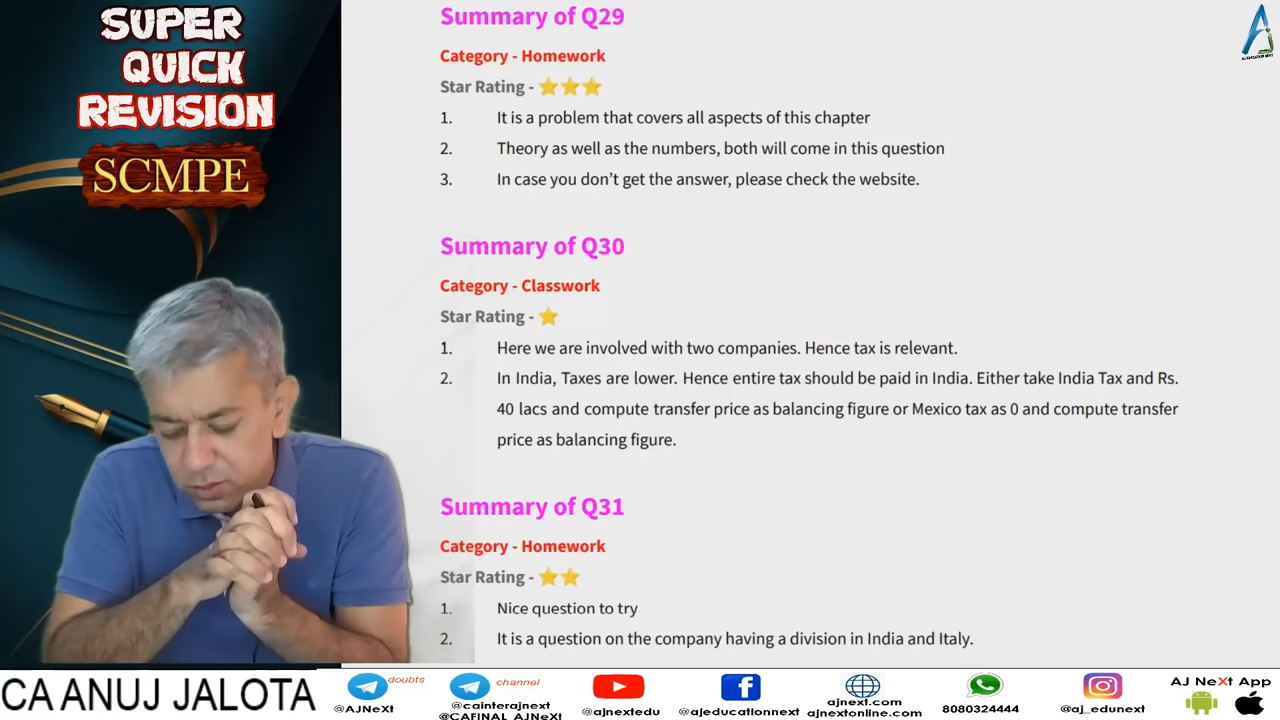 SUPER
QUICK
REVISION
SCMPE
Summary of Q29
Category - Homework
Star Rating - ⭐⭐⭐
1. It is a problem that covers all aspects of this chapter
2. Theory as well as the numbers, both will come in this question
3. In case you don’t get the answer, please check the website.
Summary of Q30
Category - Classwork
Star Rating - ⭐
1. Here we are involved with two companies. Hence tax is relevant.
2. In India, Taxes are lower. Hence entire tax should be paid in India. Either take India Tax and Rs.
40 lacs and compute transfer price as balancing figure or Mexico tax as 0 and compute transfer
price as balancing figure.
Summary of Q31
Category - Homework
Star Rating - ⭐⭐
1. Nice question to try
2. It is a question on the company having a division in India and Italy.
CA ANUJ JALOTA
doubts
@AJNeXt
channel
@cainterajnext
@CAFINAL_AJNeXt
@ajnextedu
@ajeducationnext
ajnext.com
ajnextonline.com
8080324444
@aj_edunext
AJ NeXt App